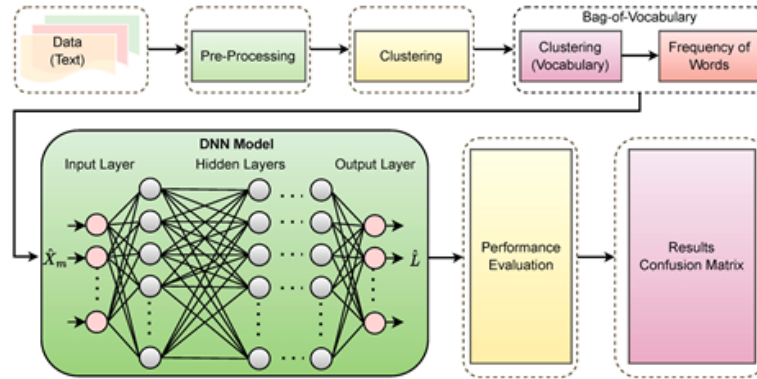 Bag-of-Vocabulary
Data
(Text)
Pre-Processing
Clustering
Clustering
(Vocabulary)
Frequency of
Words
DNN Model
Input Layer
Hidden Layers
Output Layer
X̂ₘ
L̂
Performance
Evaluation
Results
Confusion Matrix